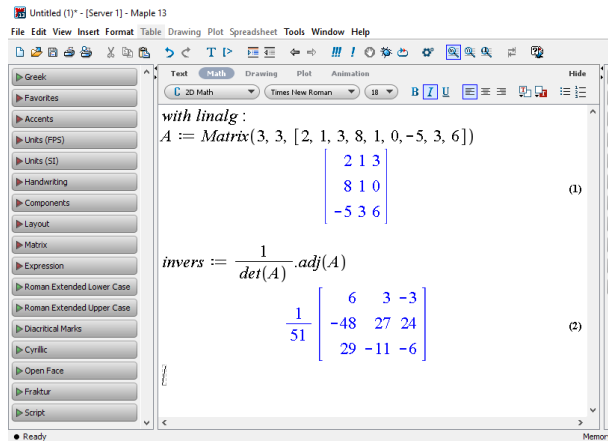 Untitled (1)* - [Server 1] - Maple 13
File Edit View Insert Format Table Drawing Plot Spreadsheet Tools Window Help
Text Math Drawing Plot Animation Hide
C 2D Math Times New Roman 18 B I U
Greek
Favorites
Accents
Units (FPS)
Units (SI)
Handwriting
Components
Layout
Matrix
Expression
Roman Extended Lower Case
Roman Extended Upper Case
Diacritical Marks
Cyrillic
Open Face
Fraktur
Script
with linalg :
A := Matrix(3, 3, [2, 1, 3, 8, 1, 0, -5, 3, 6])
2 1 3
8 1 0
-5 3 6
(1)
invers := 1/det(A) .adj(A)
1/51
6 3 -3
-48 27 24
29 -11 -6
(2)
Ready
Memor